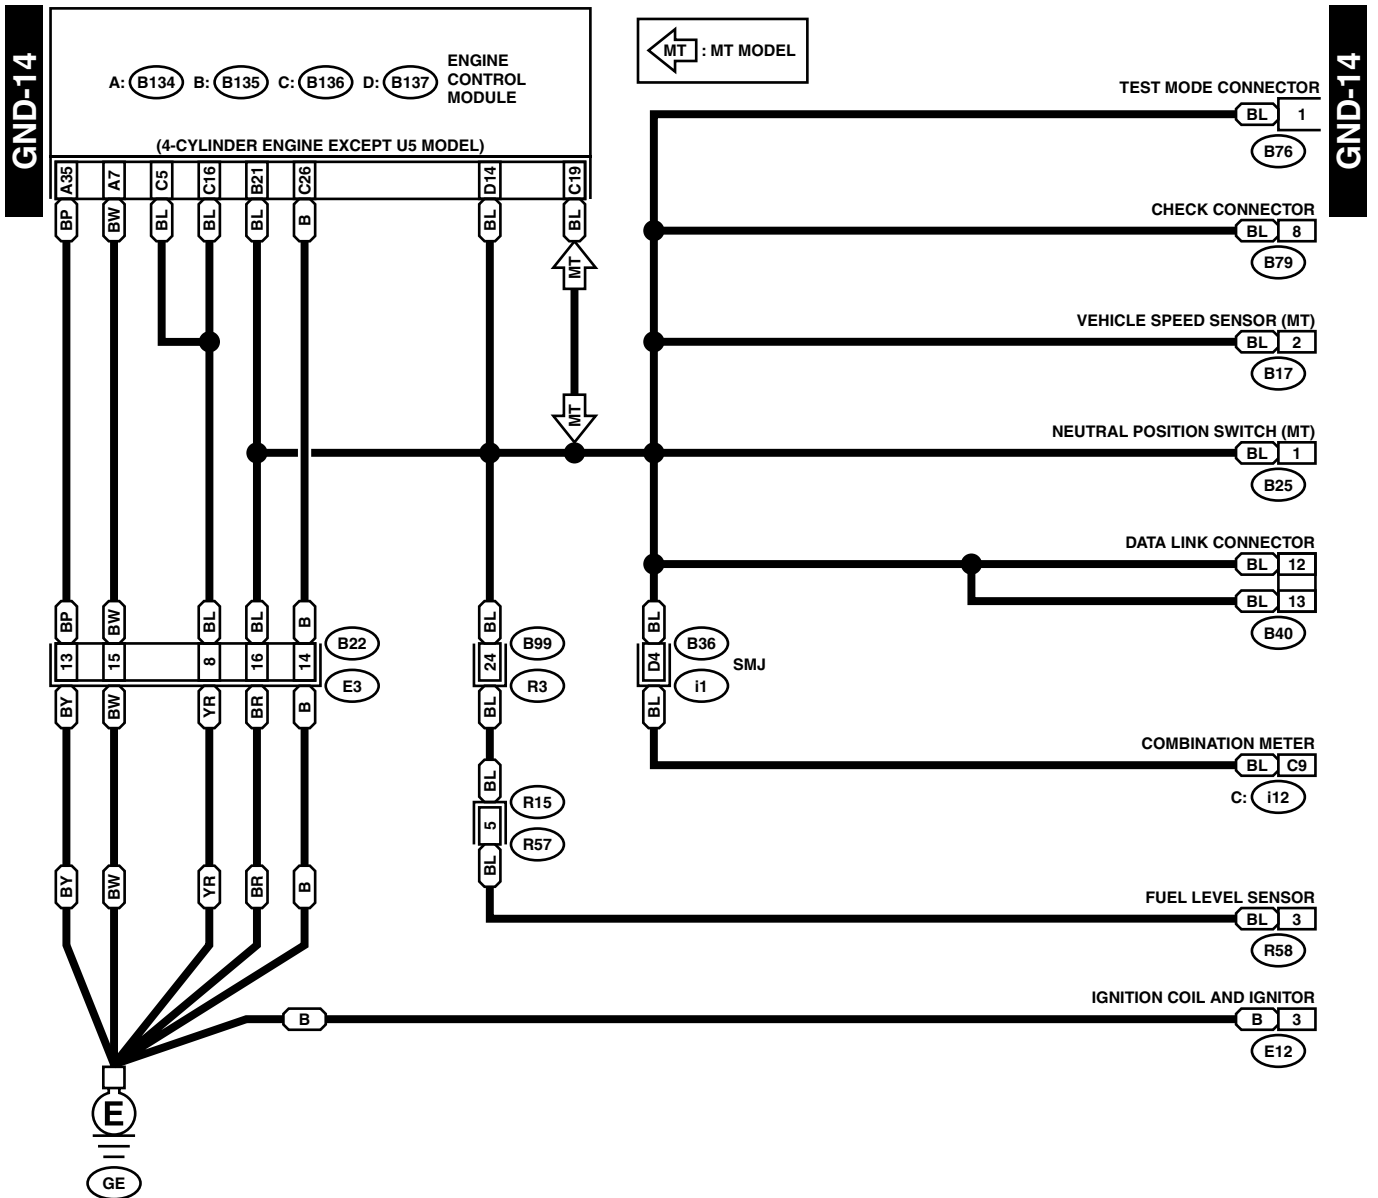 GND-14
GND-14
A: B134 B: B135 C: B136 D: B137
ENGINE
CONTROL
MODULE
(4-CYLINDER ENGINE EXCEPT U5 MODEL)
MT : MT MODEL
A35 A7 C5 C16 B21 C26 D14 C19
BP BW BL BL BL B BL BL
MT
MT
TEST MODE CONNECTOR
BL 1
B76
CHECK CONNECTOR
BL 8
B79
VEHICLE SPEED SENSOR (MT)
BL 2
B17
NEUTRAL POSITION SWITCH (MT)
BL 1
B25
DATA LINK CONNECTOR
BL 12
BL 13
B40
BP BW BL BL B BL BL
13 15 8 16 14
B22
E3
24
B99
R3
D4
B36
i1
SMJ
BY BW YR BR B BL BL
COMBINATION METER
BL C9
C: i12
BL
5
R15
R57
BL
BY BW YR BR B
FUEL LEVEL SENSOR
BL 3
R58
IGNITION COIL AND IGNITOR
B
B 3
E12
E
GE